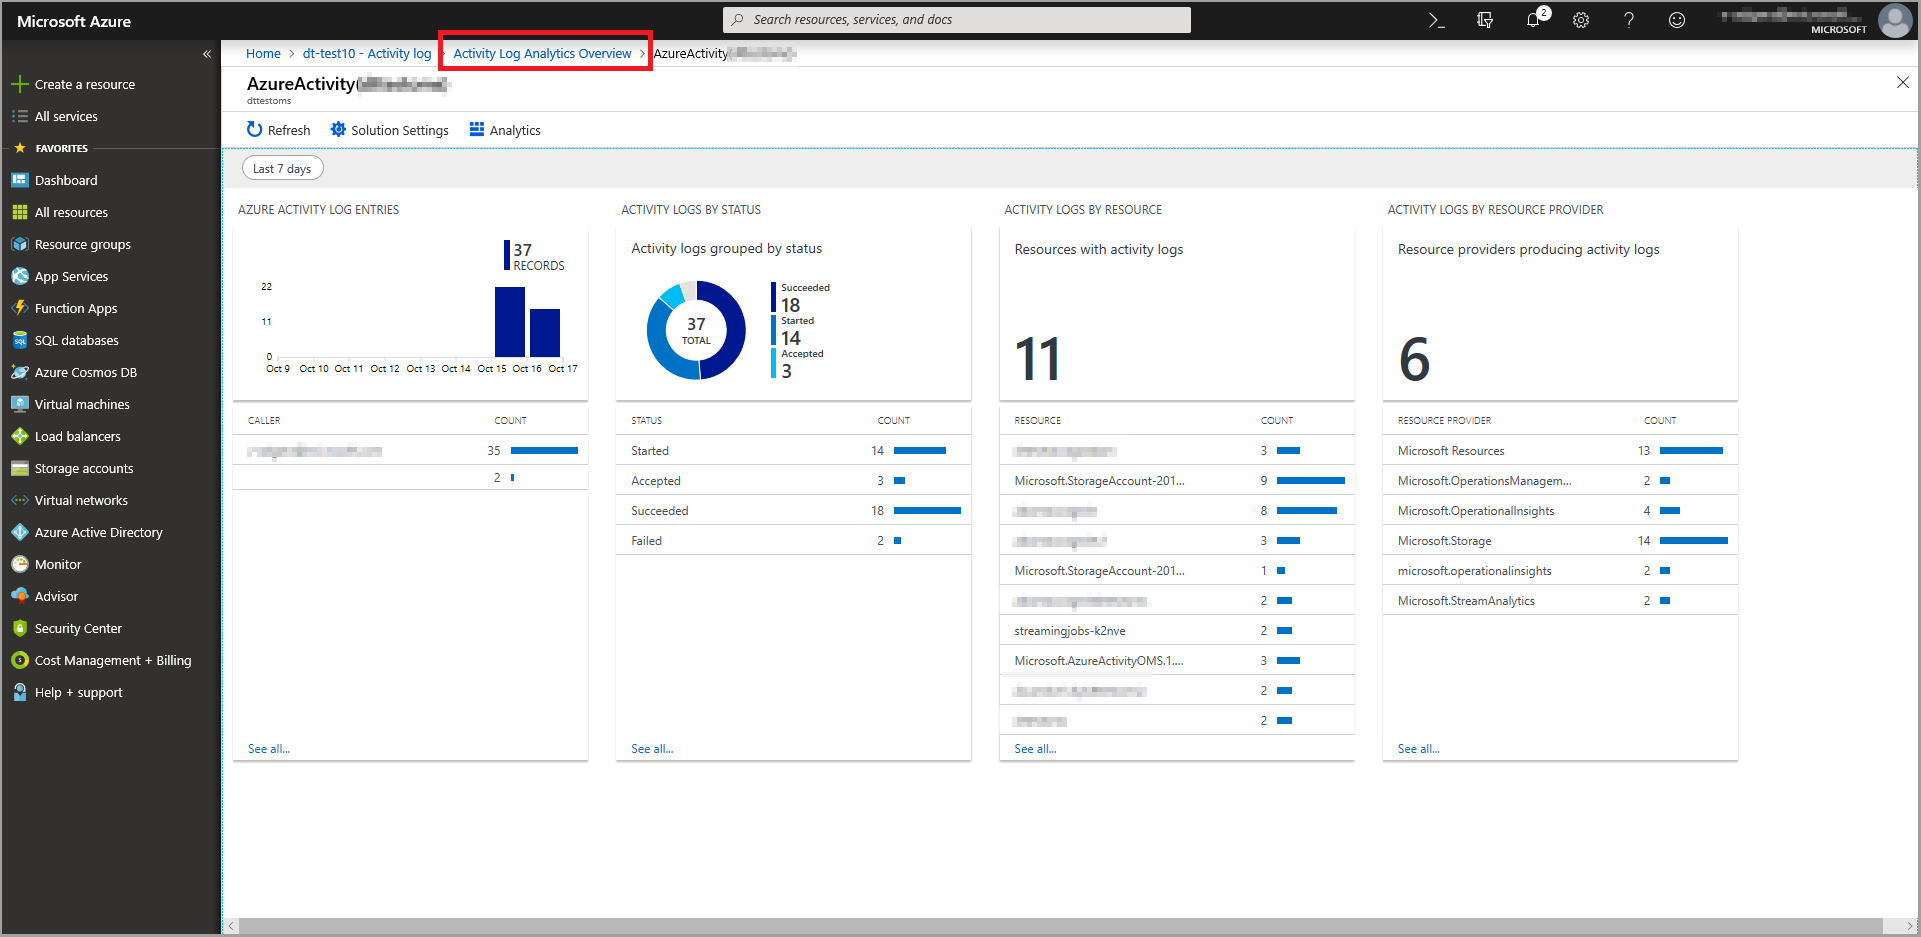 Microsoft Azure
Search resources, services, and docs
2
MICROSOFT
Home > dt-test10 - Activity log
Activity Log Analytics Overview > AzureActivity
AzureActivity(
dttestoms
Refresh
Solution Settings
Analytics
Last 7 days
Create a resource
All services
FAVORITES
Dashboard
All resources
Resource groups
App Services
Function Apps
SQL databases
Azure Cosmos DB
Virtual machines
Load balancers
Storage accounts
Virtual networks
Azure Active Directory
Monitor
Advisor
Security Center
Cost Management + Billing
Help + support
AZURE ACTIVITY LOG ENTRIES
37
RECORDS
22
11
0
Oct 9 Oct 10 Oct 11 Oct 12 Oct 13 Oct 14 Oct 15 Oct 16 Oct 17
CALLER COUNT
35
2
See all...
ACTIVITY LOGS BY STATUS
Activity logs grouped by status
37
TOTAL
Succeeded
18
Started
14
Accepted
3
STATUS COUNT
Started 14
Accepted 3
Succeeded 18
Failed 2
See all...
ACTIVITY LOGS BY RESOURCE
Resources with activity logs
11
RESOURCE COUNT
3
Microsoft.StorageAccount-201... 9
8
3
Microsoft.StorageAccount-201... 1
2
streamingjobs-k2nve 2
Microsoft.AzureActivityOMS.1.... 3
2
2
See all...
ACTIVITY LOGS BY RESOURCE PROVIDER
Resource providers producing activity logs
6
RESOURCE PROVIDER COUNT
Microsoft Resources 13
Microsoft.OperationsManagem... 2
Microsoft.OperationalInsights 4
Microsoft.Storage 14
microsoft.operationalinsights 2
Microsoft.StreamAnalytics 2
See all...